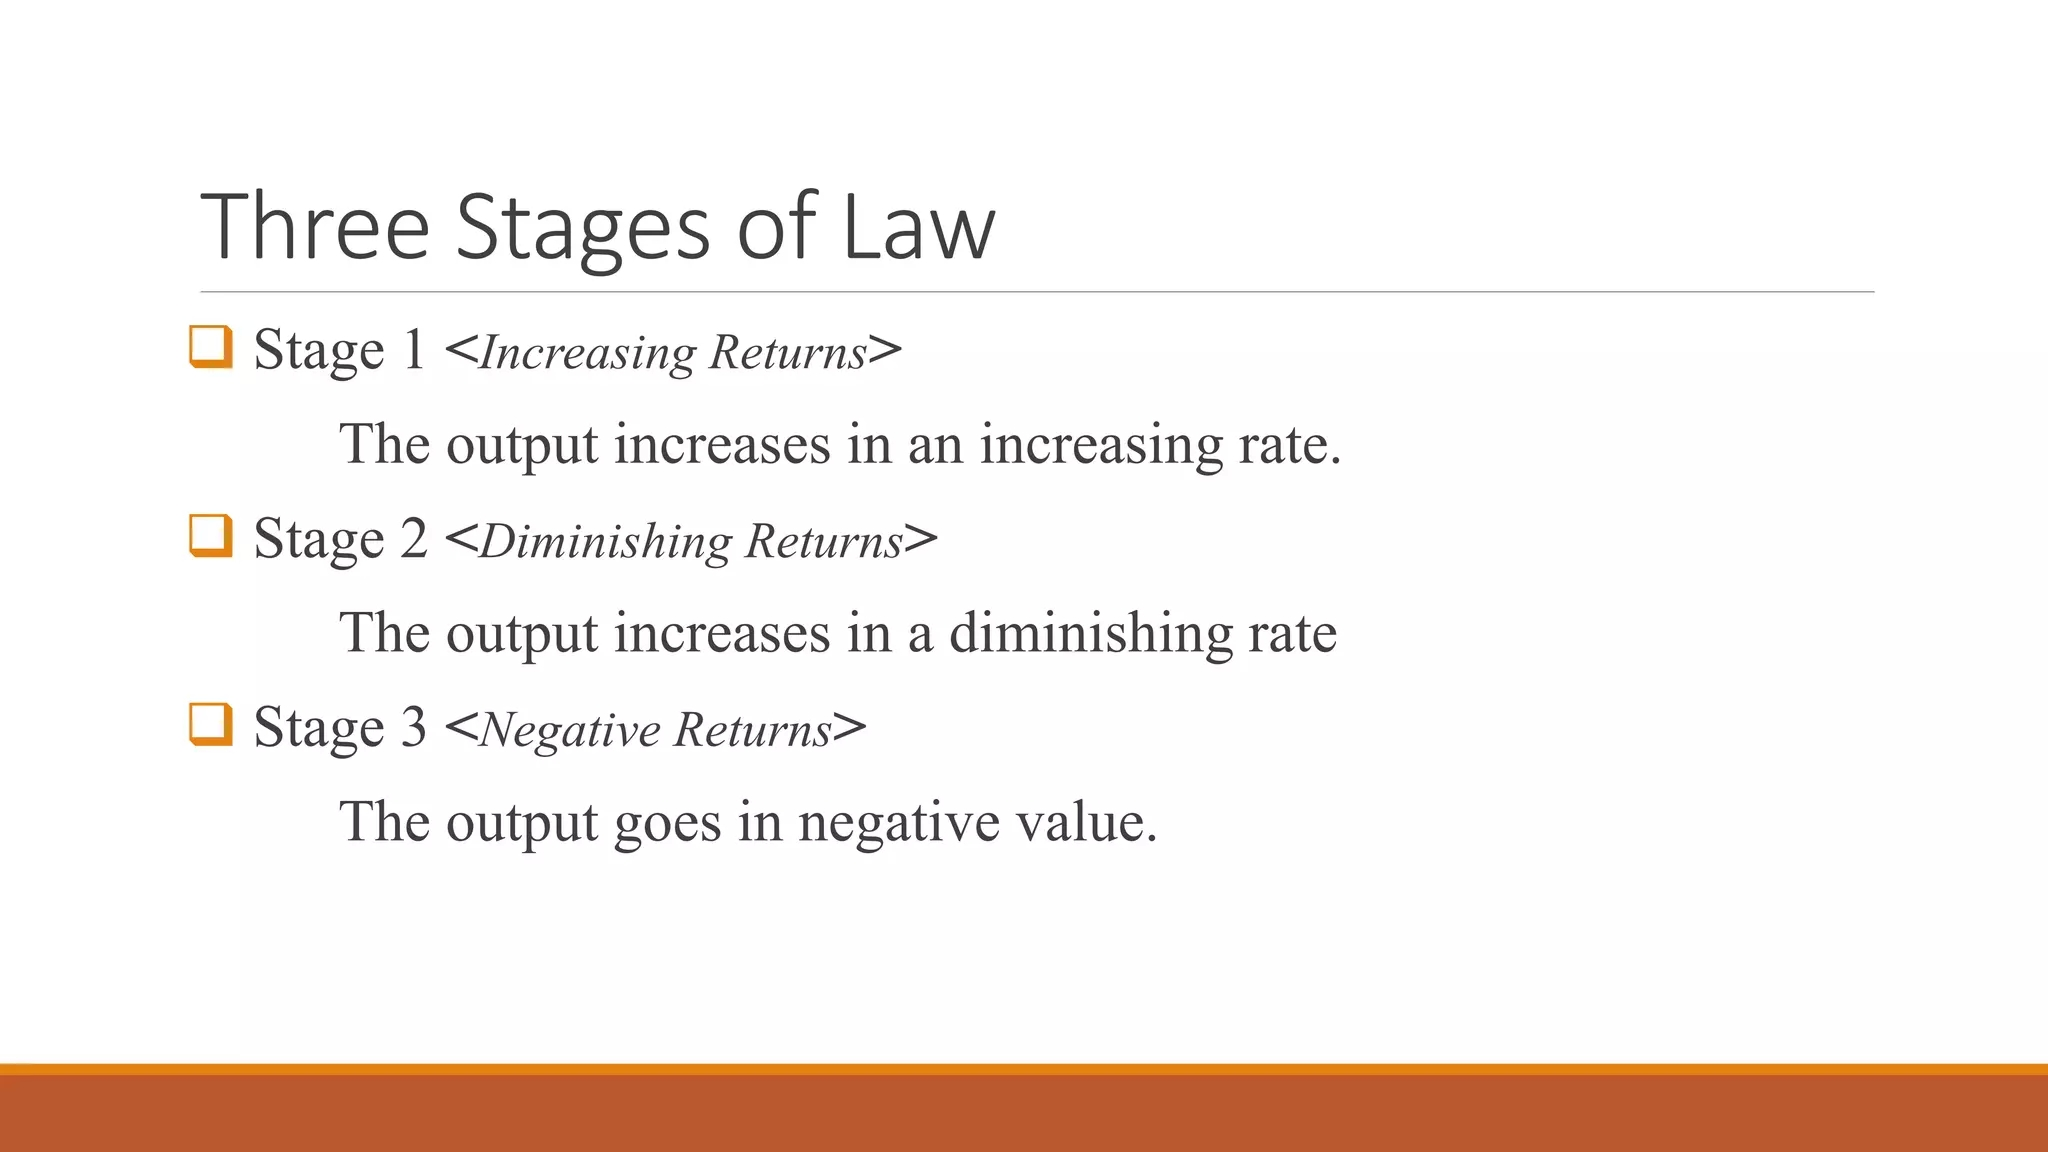 Three Stages of Law
Stage 1 <Increasing Returns>
The output increases in an increasing rate.
Stage 2 <Diminishing Returns>
The output increases in a diminishing rate
Stage 3 <Negative Returns>
The output goes in negative value.